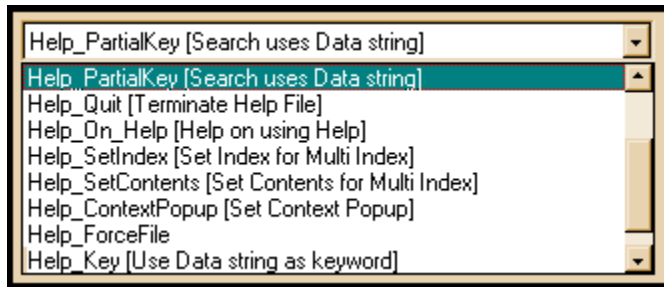 Help_PartialKey [Search uses Data string]
Help_PartialKey [Search uses Data string]
Help_Quit [Terminate Help File]
Help_On_Help [Help on using Help]
Help_SetIndex [Set Index for Multi Index]
Help_SetContents [Set Contents for Multi Index]
Help_ContextPopup [Set Context Popup]
Help_ForceFile
Help_Key [Use Data string as keyword]